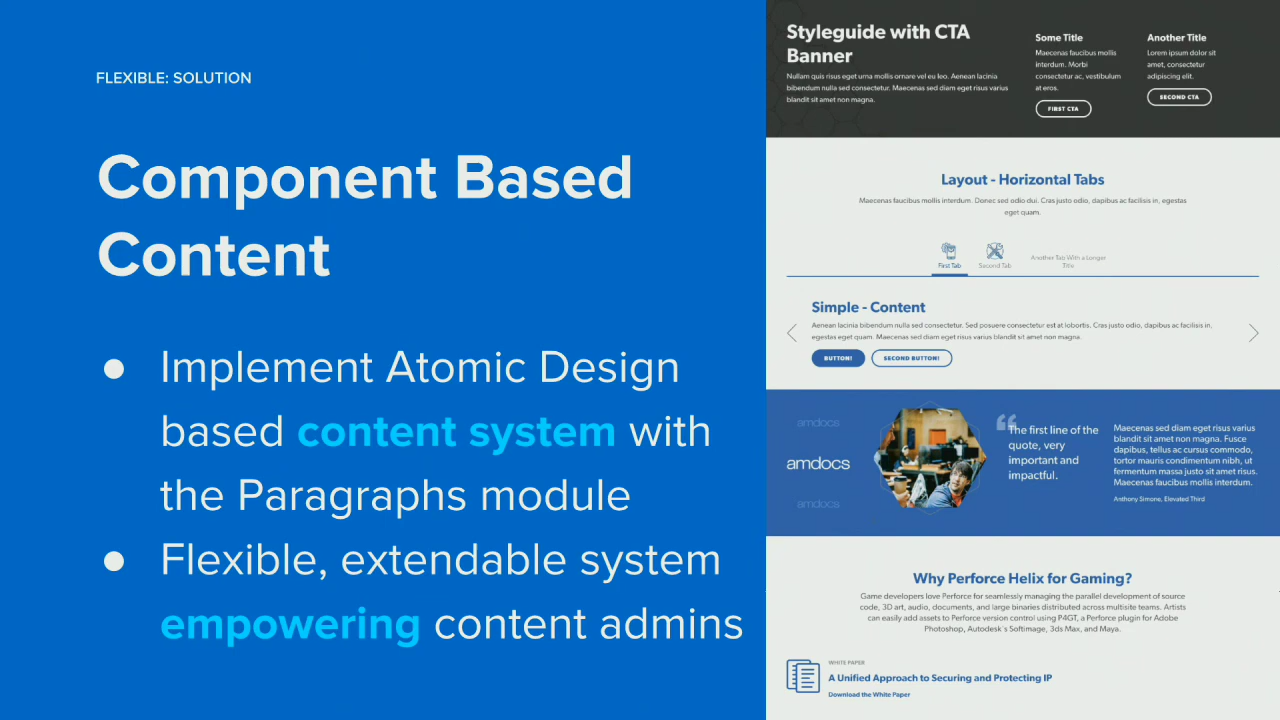 FLEXIBLE: SOLUTION
Component Based
Content
● Implement Atomic Design
based content system with
the Paragraphs module
● Flexible, extendable system
empowering content admins
Styleguide with CTA
Banner
Nullam quis risus eget urna mollis ornare vel eu leo. Aenean lacinia
bibendum nulla sed consectetur. Maecenas sed diam eget risus varius
blandit sit amet non magna.
Some Title
Maecenas faucibus mollis
interdum. Morbi
consectetur ac, vestibulum
at eros.
FIRST CTA
Another Title
Lorem ipsum dolor sit
amet, consectetur
adipiscing elit.
SECOND CTA
Layout - Horizontal Tabs
Maecenas faucibus mollis interdum. Donec sed odio dui. Cras justo odio, dapibus ac facilisis in, egestas
eget quam.
First Tab
Second Tab
Another Tab With a Longer
Title
Simple - Content
Aenean lacinia bibendum nulla sed consectetur. Sed posuere consectetur est at lobortis. Cras justo odio, dapibus ac facilisis in,
egestas eget quam. Maecenas sed diam eget risus varius blandit sit amet non magna.
BUTTON!
SECOND BUTTON!
amdocs
amdocs
amdocs
“The first line of the
quote, very
important and
impactful.
Maecenas sed diam eget risus varius
blandit sit amet non magna. Fusce
dapibus, tellus ac cursus commodo,
tortor mauris condimentum nibh, ut
fermentum massa justo sit amet risus.
Maecenas faucibus mollis interdum.
Anthony Simone, Elevated Third
Why Perforce Helix for Gaming?
Game developers love Perforce for seamlessly managing the parallel development of source
code, 3D art, audio, documents, and large binaries distributed across multisite teams. Artists
can easily add assets to Perforce version control using P4GT, a Perforce plugin for Adobe
Photoshop, Autodesk`s Softimage, 3ds Max, and Maya.
WHITE PAPER
A Unified Approach to Securing and Protecting IP
Download the White Paper